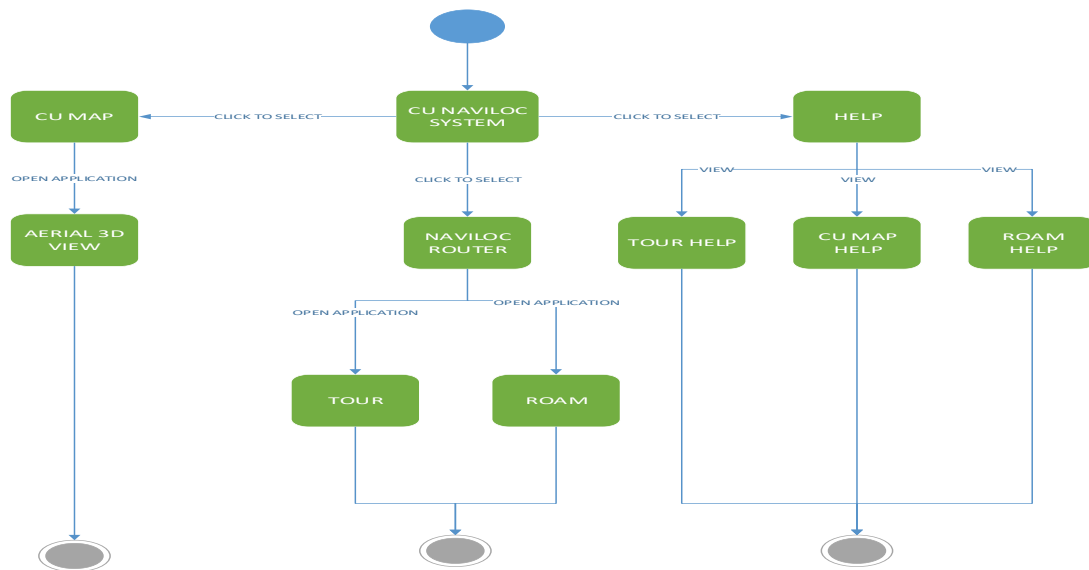 CU MAP
CLICK TO SELECT
CU NAVILOC
SYSTEM
CLICK TO SELECT
HELP
OPEN APPLICATION
CLICK TO SELECT
VIEW
VIEW
VIEW
AERIAL 3D
VIEW
NAVILOC
ROUTER
TOUR HELP
CU MAP
HELP
ROAM
HELP
OPEN APPLICATION
OPEN APPLICATION
TOUR
ROAM